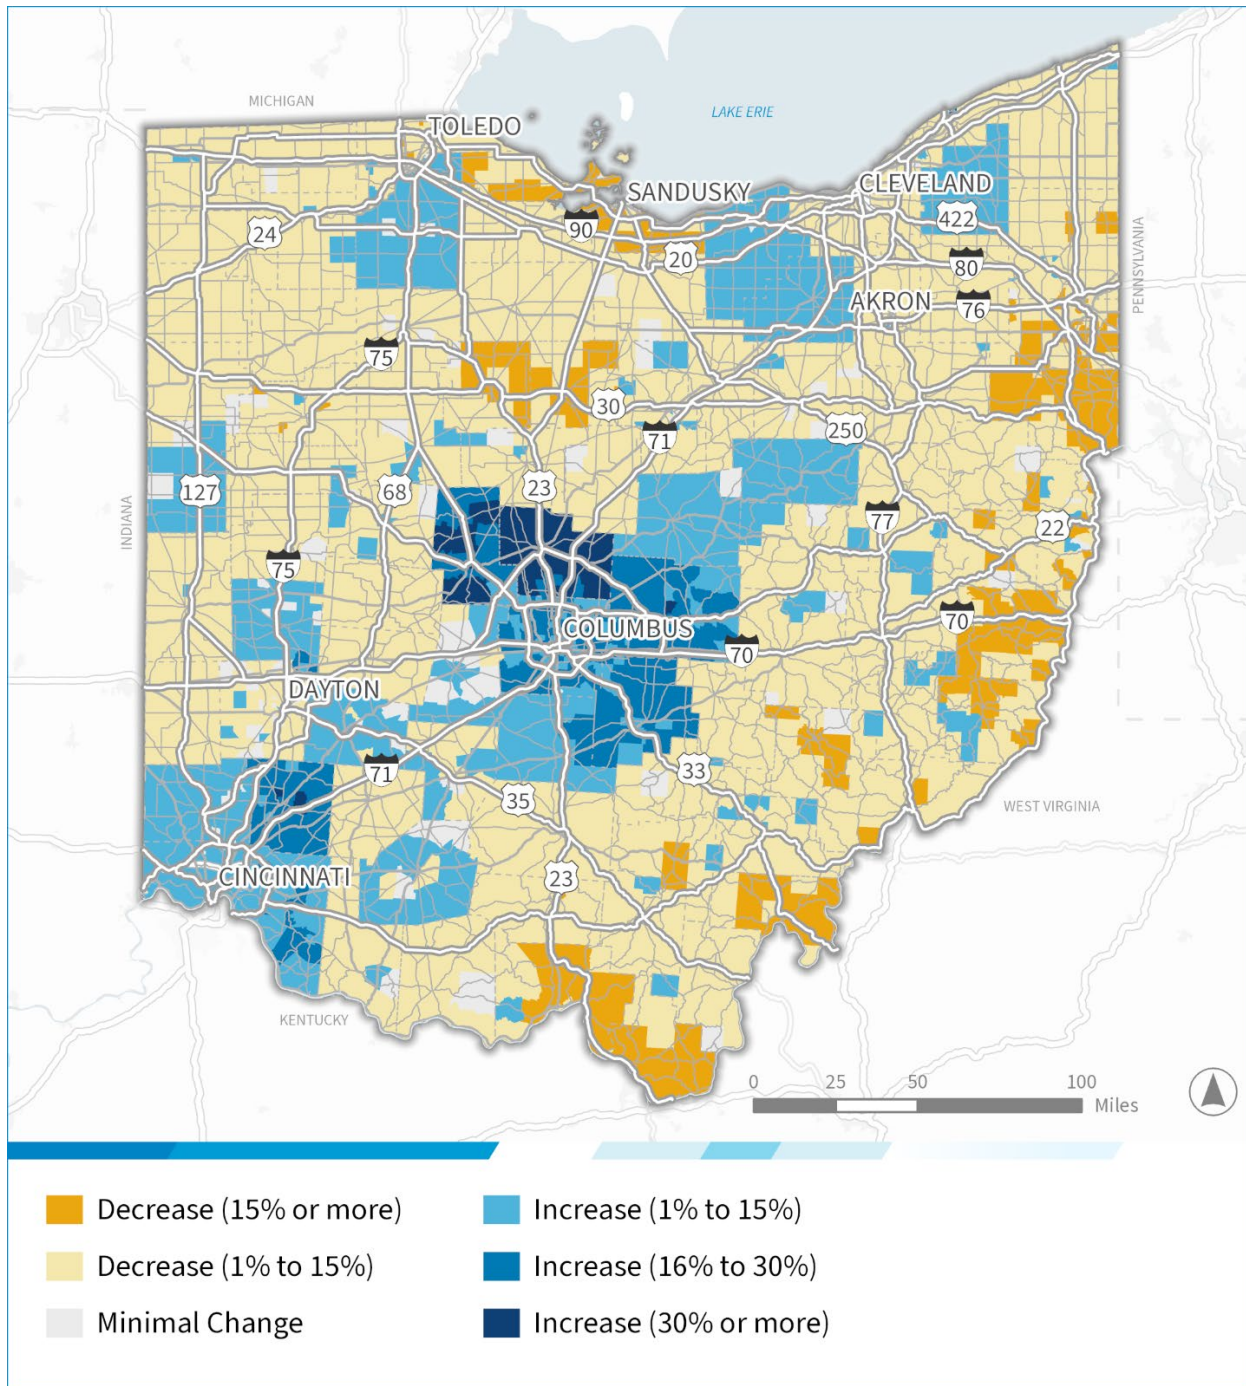 MICHIGAN
LAKE ERIE
TOLEDO
SANDUSKY
CLEVELAND
24
90
20
422
80
PENNSYLVANIA
AKRON
76
75
30
250
71
127
68
23
77
22
INDIANA
75
COLUMBUS
70
70
DAYTON
71
33
35
WEST VIRGINIA
CINCINNATI
23
KENTUCKY
0 25 50 100
Miles
Decrease (15% or more)
Decrease (1% to 15%)
Minimal Change
Increase (1% to 15%)
Increase (16% to 30%)
Increase (30% or more)